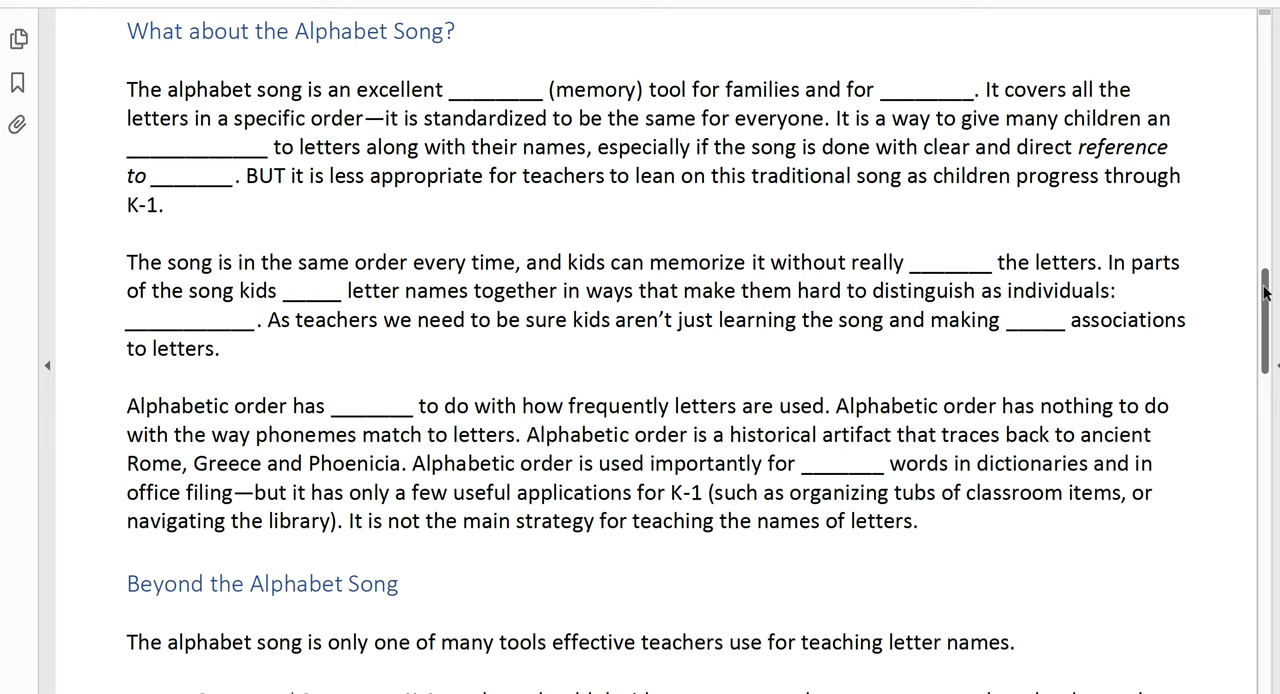 What about the Alphabet Song?
The alphabet song is an excellent ________ (memory) tool for families and for ________. It covers all the
letters in a specific order—it is standardized to be the same for everyone. It is a way to give many children an
____________ to letters along with their names, especially if the song is done with clear and direct reference
to _______. BUT it is less appropriate for teachers to lean on this traditional song as children progress through
K-1.
The song is in the same order every time, and kids can memorize it without really _______ the letters. In parts
of the song kids _____ letter names together in ways that make them hard to distinguish as individuals:
___________. As teachers we need to be sure kids aren’t just learning the song and making _____ associations
to letters.
Alphabetic order has _______ to do with how frequently letters are used. Alphabetic order has nothing to do
with the way phonemes match to letters. Alphabetic order is a historical artifact that traces back to ancient
Rome, Greece and Phoenicia. Alphabetic order is used importantly for _______ words in dictionaries and in
office filing—but it has only a few useful applications for K-1 (such as organizing tubs of classroom items, or
navigating the library). It is not the main strategy for teaching the names of letters.
Beyond the Alphabet Song
The alphabet song is only one of many tools effective teachers use for teaching letter names.